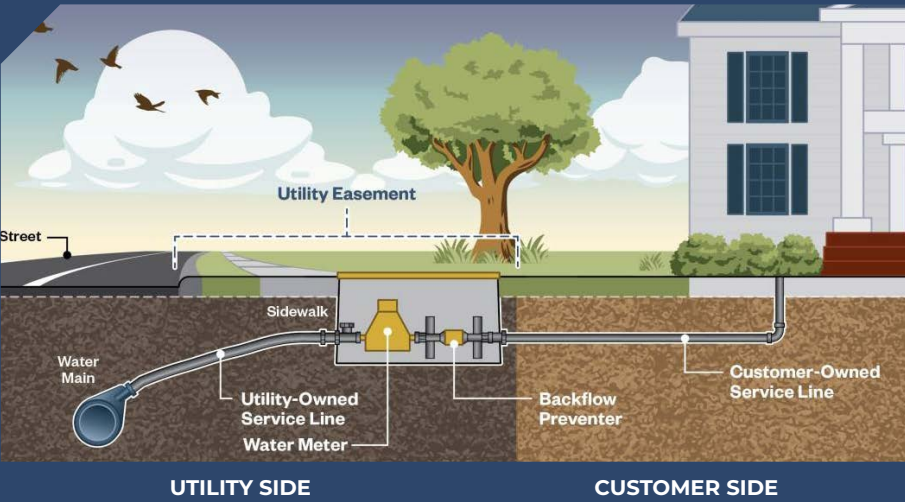 Utility Easement
Street
Sidewalk
Water
Main
Utility-Owned
Service Line
Water Meter
Backflow
Preventer
Customer-Owned
Service Line
UTILITY SIDE
CUSTOMER SIDE